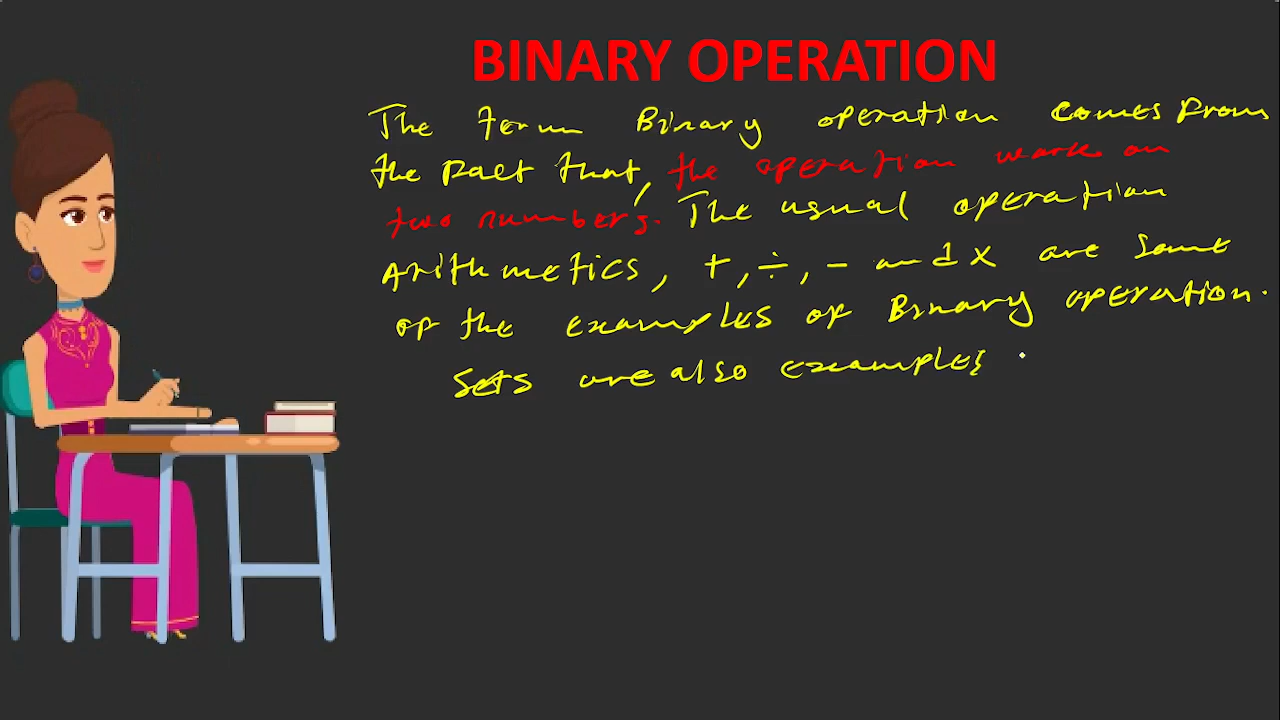 BINARY OPERATION
The term Binary operation comes from
the fact that, the operation work on
two numbers. The usual operation
Arithmetics, +, ÷, - and x are some
of the examples of Binary operation.
Sets are also examples